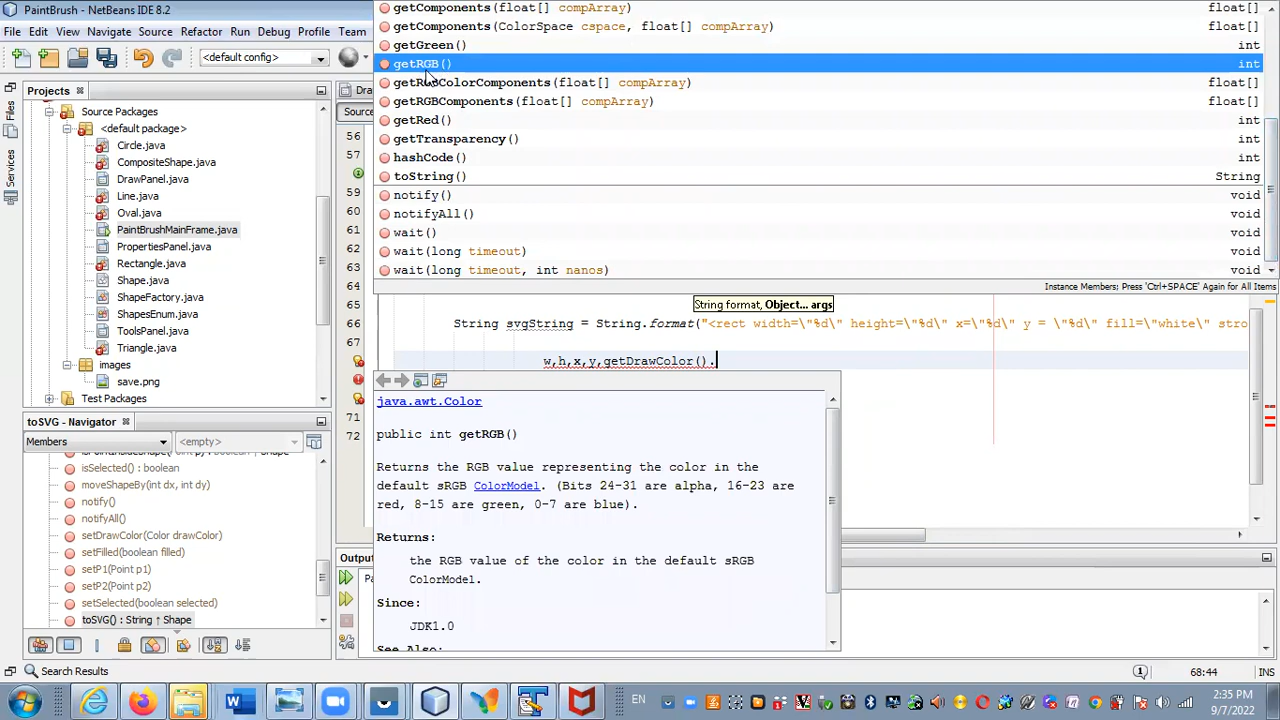 PaintBrush - NetBeans IDE 8.2
File Edit View Navigate Source Refactor Run Debug Profile Team
<default config>
Projects
Source Packages
<default package>
Circle.java
CompositeShape.java
DrawPanel.java
Line.java
Oval.java
PaintBrushMainFrame.java
PropertiesPanel.java
Rectangle.java
Shape.java
ShapeFactory.java
ShapesEnum.java
ToolsPanel.java
Triangle.java
images
save.png
Test Packages
Files
Services
toSVG - Navigator
Members
<empty>
isSelected() : boolean
moveShapeBy(int dx, int dy)
notify()
notifyAll()
setDrawColor(Color drawColor)
setFilled(boolean filled)
setP1(Point p1)
setP2(Point p2)
setSelected(boolean selected)
toSVG() : String ↑ Shape
getComponents(float[] compArray) float[]
getComponents(ColorSpace cspace, float[] compArray) float[]
getGreen() int
getRGB() int
getRGBColorComponents(float[] compArray) float[]
getRGBComponents(float[] compArray) float[]
getRed() int
getTransparency() int
hashCode() int
toString() String
notify() void
notifyAll() void
wait() void
wait(long timeout) void
wait(long timeout, int nanos) void
Instance Members; Press 'Ctrl+SPACE' Again for All Items
String format, Object... args
56
57
59
60
61
62
63
65
66 String svgString = String.format("<rect width=\"%d\" height=\"%d\" x=\"%d\" y = \"%d\" fill=\"white\" stro
67
w,h,x,y,getDrawColor().
71
72
java.awt.Color
public int getRGB()
Returns the RGB value representing the color in the
default sRGB ColorModel. (Bits 24-31 are alpha, 16-23 are
red, 8-15 are green, 0-7 are blue).
Returns:
the RGB value of the color in the default sRGB
ColorModel.
Since:
JDK1.0
See Also:
Output
Search Results
68:44
INS
EN
2:35 PM
9/7/2022